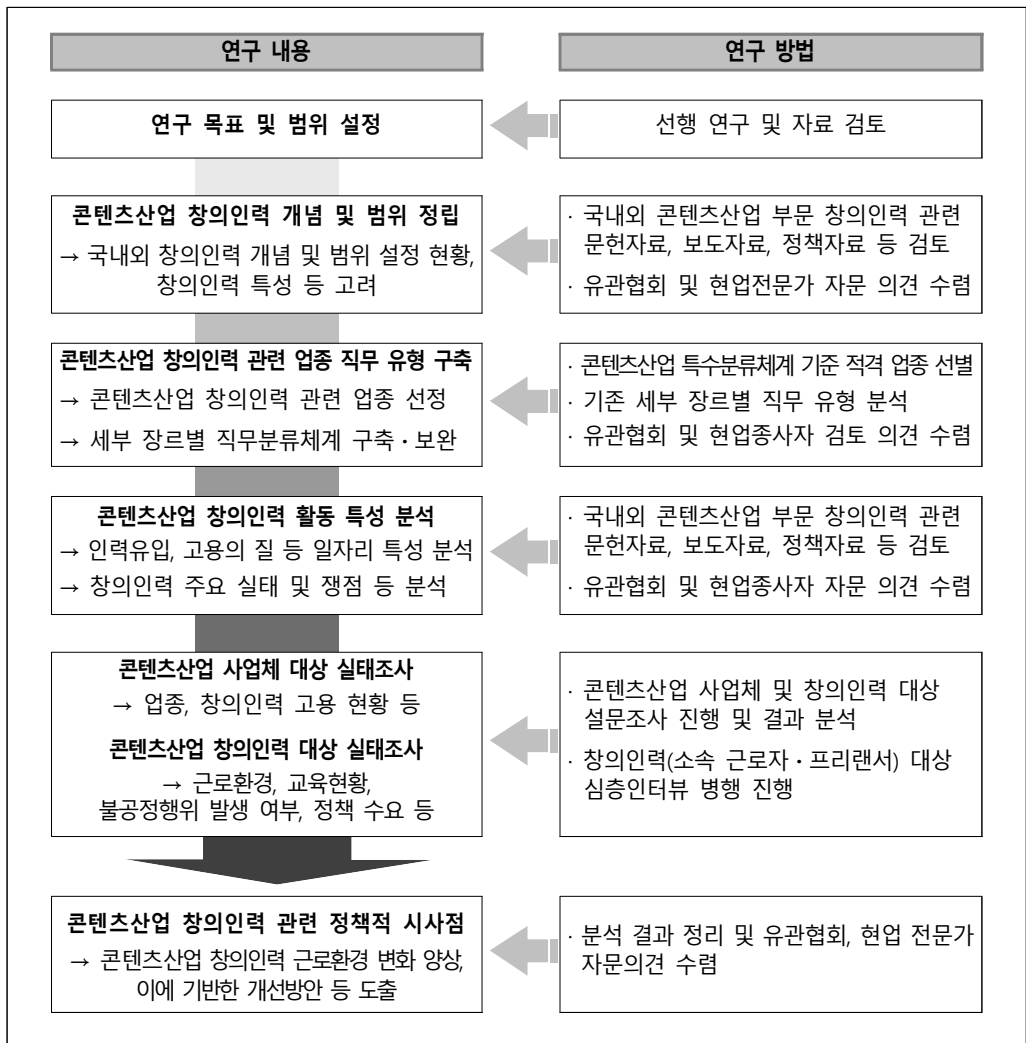 연구 내용
연구 방법
연구 목표 및 범위 설정
선행 연구 및 자료 검토
콘텐츠산업 창의인력 개념 및 범위 정립
→ 국내외 창의인력 개념 및 범위 설정 현황,
창의인력 특성 등 고려
· 국내외 콘텐츠산업 부문 창의인력 관련
문헌자료, 보도자료, 정책자료 등 검토
· 유관협회 및 현업전문가 자문 의견 수렴
콘텐츠산업 창의인력 관련 업종 직무 유형 구축
→ 콘텐츠산업 창의인력 관련 업종 선정
→ 세부 장르별 직무분류체계 구축·보완
· 콘텐츠산업 특수분류체계 기준 적격 업종 선별
· 기존 세부 장르별 직무 유형 분석
· 유관협회 및 현업종사자 검토 의견 수렴
콘텐츠산업 창의인력 활동 특성 분석
→ 인력유입, 고용의 질 등 일자리 특성 분석
→ 창의인력 주요 실태 및 쟁점 등 분석
· 국내외 콘텐츠산업 부문 창의인력 관련
문헌자료, 보도자료, 정책자료 등 검토
· 유관협회 및 현업종사자 자문 의견 수렴
콘텐츠산업 사업체 대상 실태조사
→ 업종, 창의인력 고용 현황 등
콘텐츠산업 창의인력 대상 실태조사
→ 근로환경, 교육현황,
불공정행위 발생 여부, 정책 수요 등
· 콘텐츠산업 사업체 및 창의인력 대상
설문조사 진행 및 결과 분석
· 창의인력(소속 근로자·프리랜서) 대상
심층인터뷰 병행 진행
콘텐츠산업 창의인력 관련 정책적 시사점
→ 콘텐츠산업 창의인력 근로환경 변화 양상,
이에 기반한 개선방안 등 도출
· 분석 결과 정리 및 유관협회, 현업 전문가
자문의견 수렴